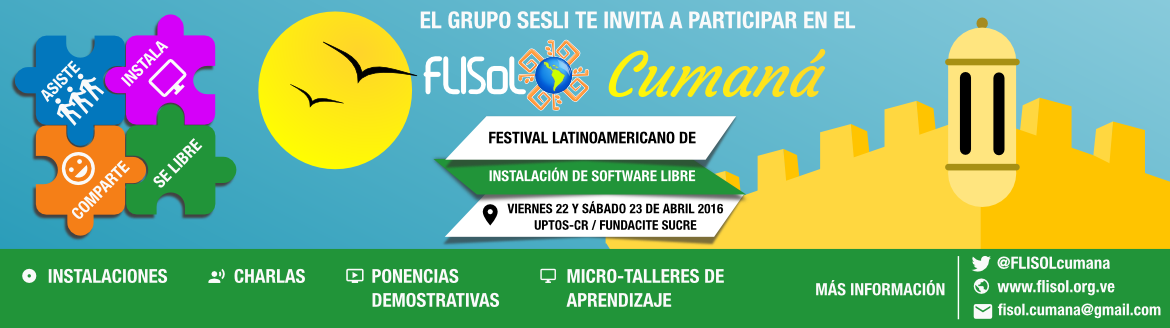 EL GRUPO SESLI TE INVITA A PARTICIPAR EN EL
FLISoL Cumaná
ASISTE
INSTALA
COMPARTE
SE LIBRE
FESTIVAL LATINOAMERICANO DE
INSTALACIÓN DE SOFTWARE LIBRE
VIERNES 22 Y SÁBADO 23 DE ABRIL 2016
UPTOS-CR / FUNDACITE SUCRE
INSTALACIONES
CHARLAS
PONENCIAS
DEMOSTRATIVAS
MICRO-TALLERES DE
APRENDIZAJE
MÁS INFORMACIÓN
@FLISOLcumana
www.flisol.org.ve
fisol.cumana@gmail.com